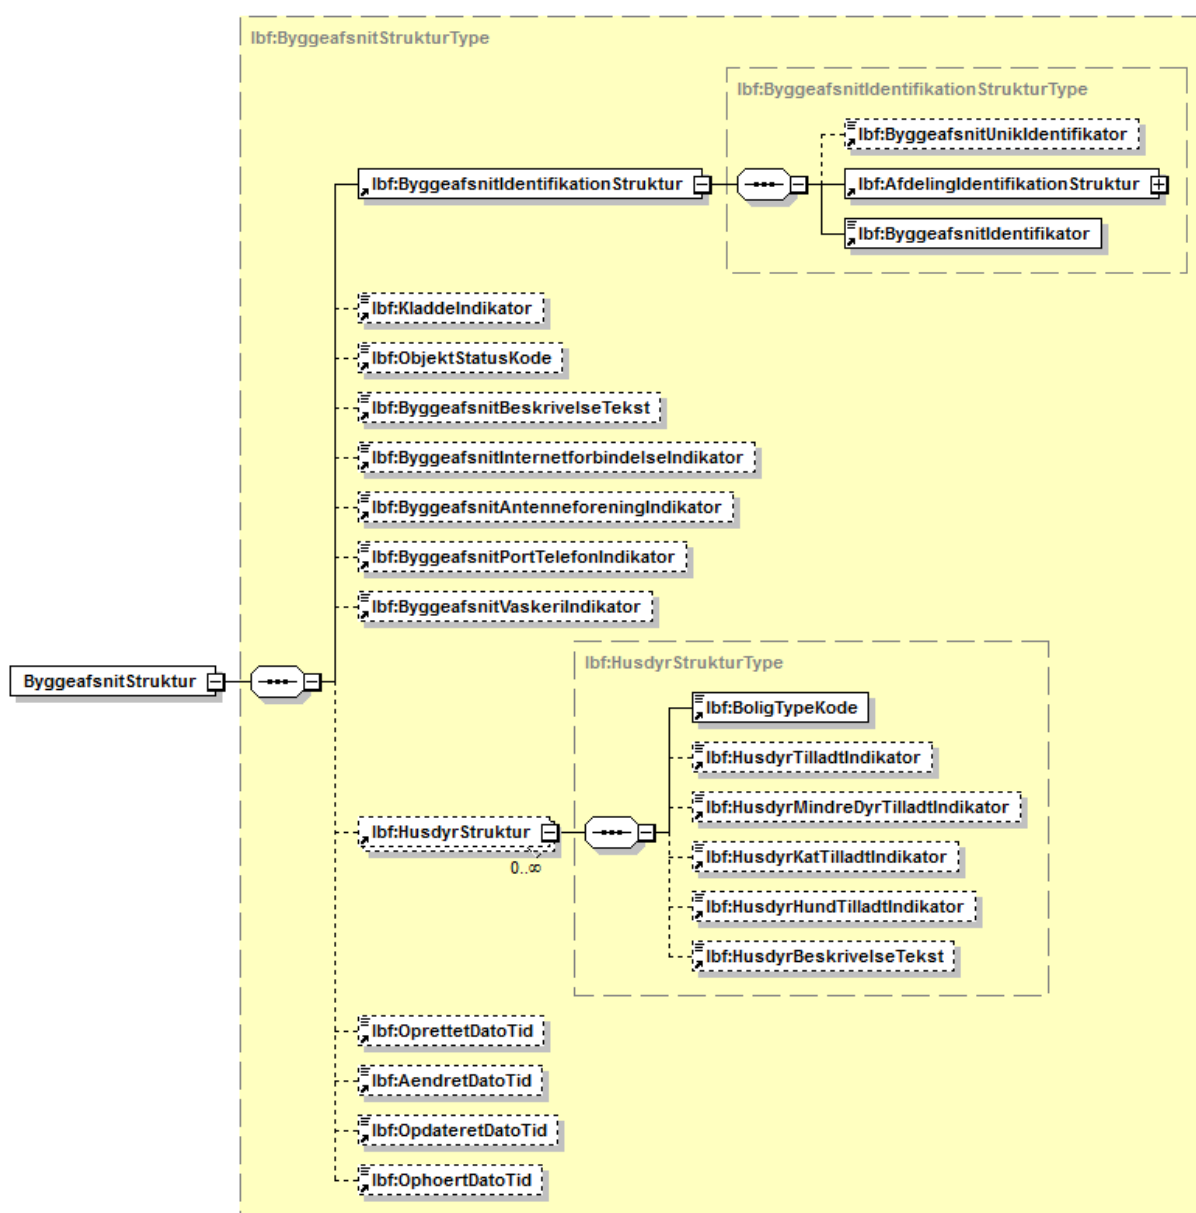 lbf:ByggeafsnitStrukturType
lbf:ByggeafsnitIdentifikationStrukturType
lbf:ByggeafsnitUnikIdentifikator
lbf:ByggeafsnitIdentifikationStruktur
lbf:AfdelingIdentifikationStruktur
lbf:ByggeafsnitIdentifikator
lbf:KladdeIndikator
lbf:ObjektStatusKode
lbf:ByggeafsnitBeskrivelseTekst
lbf:ByggeafsnitInternetforbindelseIndikator
lbf:ByggeafsnitAntenneforeningIndikator
lbf:ByggeafsnitPortTelefonIndikator
lbf:ByggeafsnitVaskeriIndikator
ByggeafsnitStruktur
lbf:HusdyrStrukturType
lbf:BoligTypeKode
lbf:HusdyrTilladtIndikator
lbf:HusdyrMindreDyrTilladtIndikator
lbf:HusdyrStruktur
0..∞
lbf:HusdyrKatTilladtIndikator
lbf:HusdyrHundTilladtIndikator
lbf:HusdyrBeskrivelseTekst
lbf:OprettetDatoTid
lbf:AendretDatoTid
lbf:OpdateretDatoTid
lbf:OphoertDatoTid